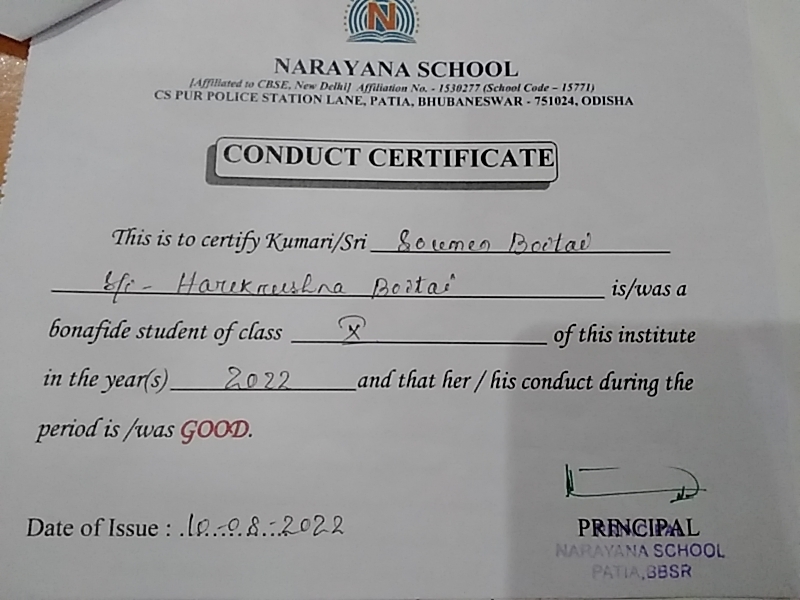 N
NARAYANA SCHOOL
[Affiliated to CBSE, New Delhi] Affiliation No. - 1530277 (School Code - 15771)
CS PUR POLICE STATION LANE, PATIA, BHUBANESWAR - 751024, ODISHA
CONDUCT CERTIFICATE
This is to certify Kumari/Sri Soumen Boitai
Harekrushna Boitai is/was a
bonafide student of class X of this institute
in the year(s) 2022 and that her / his conduct during the
period is /was GOOD.
Date of Issue : 10-08-2022
PRINCIPAL
PRINCIPAL
NARAYANA SCHOOL
PATIA,BBSR